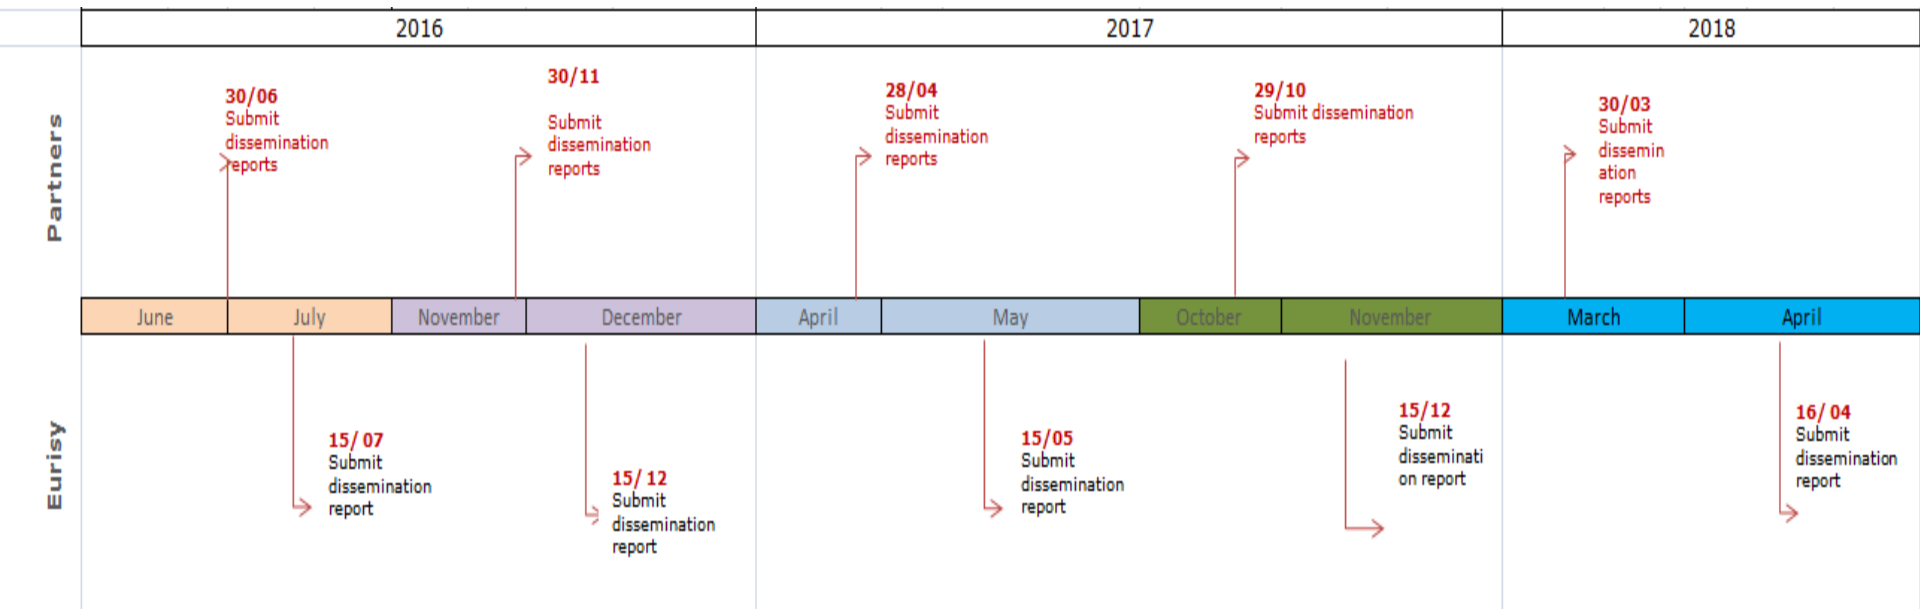 2016
2017
2018
Partners
30/06
Submit
dissemination
reports
30/11
Submit
dissemination
reports
28/04
Submit
dissemination
reports
29/10
Submit dissemination
reports
30/03
Submit
dissemin
ation
reports
June
July
November
December
April
May
October
November
March
April
Eurisy
15/ 07
Submit
dissemination
report
15/ 12
Submit
dissemination
report
15/05
Submit
dissemination
report
15/12
Submit
disseminati
on report
16/ 04
Submit
dissemination
report